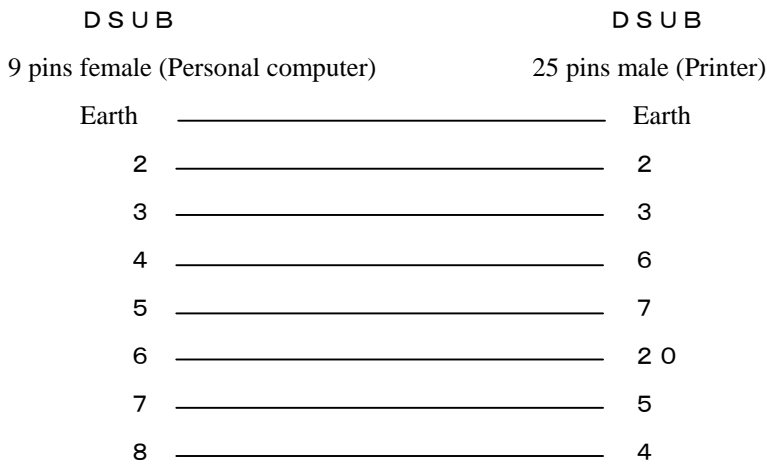 ＤＳＵＢ ＤＳＵＢ
9 pins female (Personal computer) 25 pins male (Printer)
Earth Earth
２ ２
３ ３
４ ６
５ ７
６ ２０
７ ５
８ ４